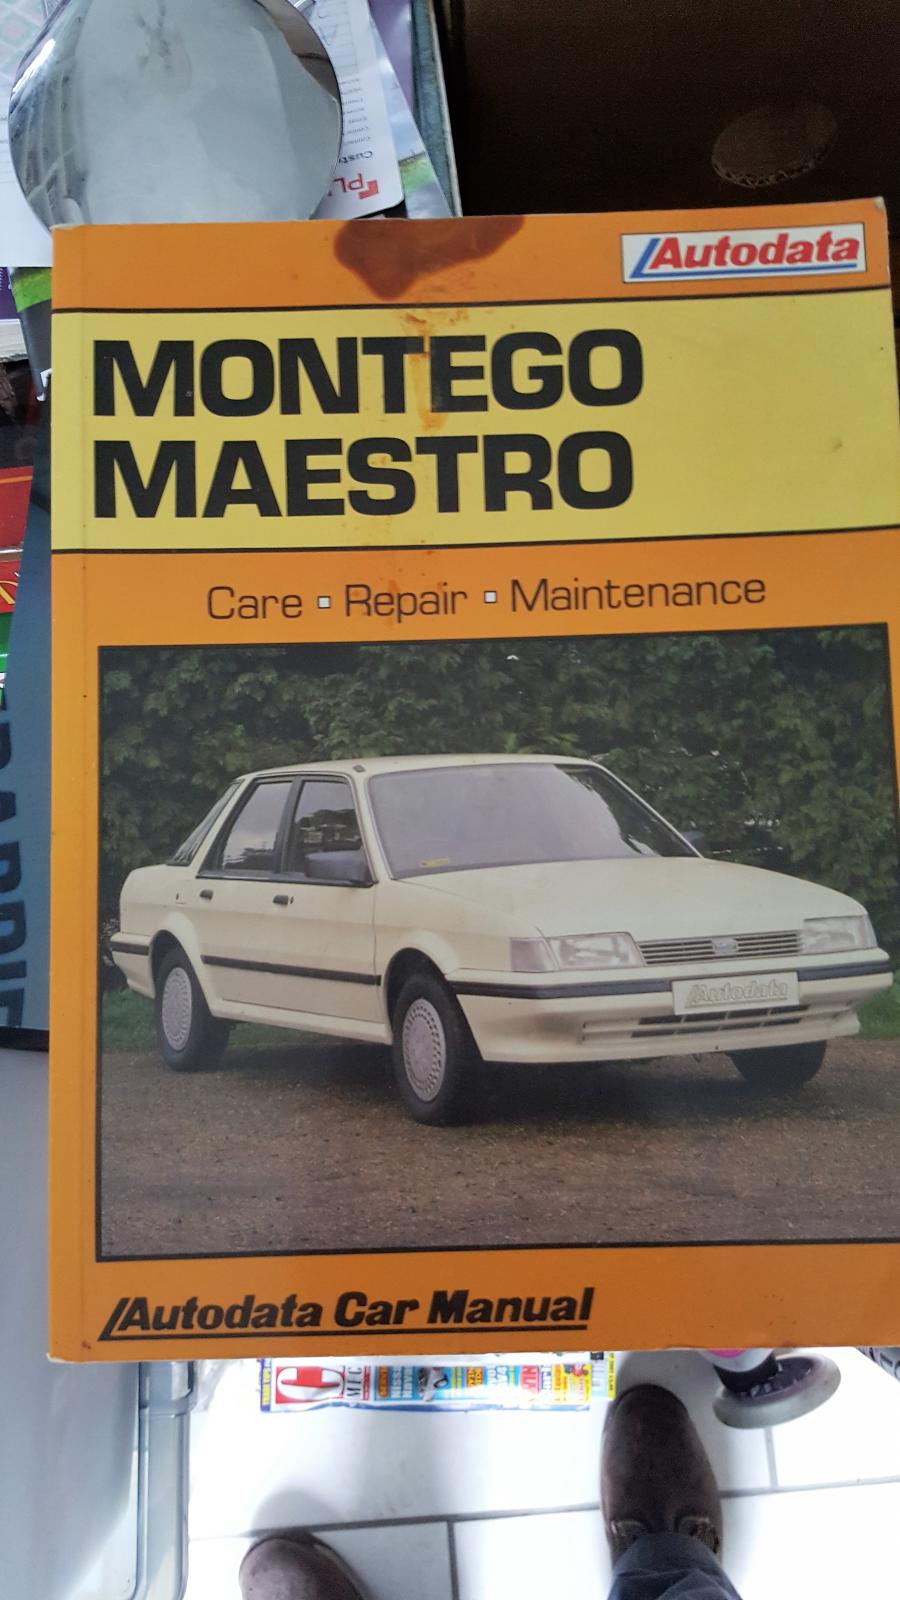 Autodata
MONTEGO
MAESTRO
Care ▪ Repair ▪ Maintenance
Autodata
Autodata Car Manual